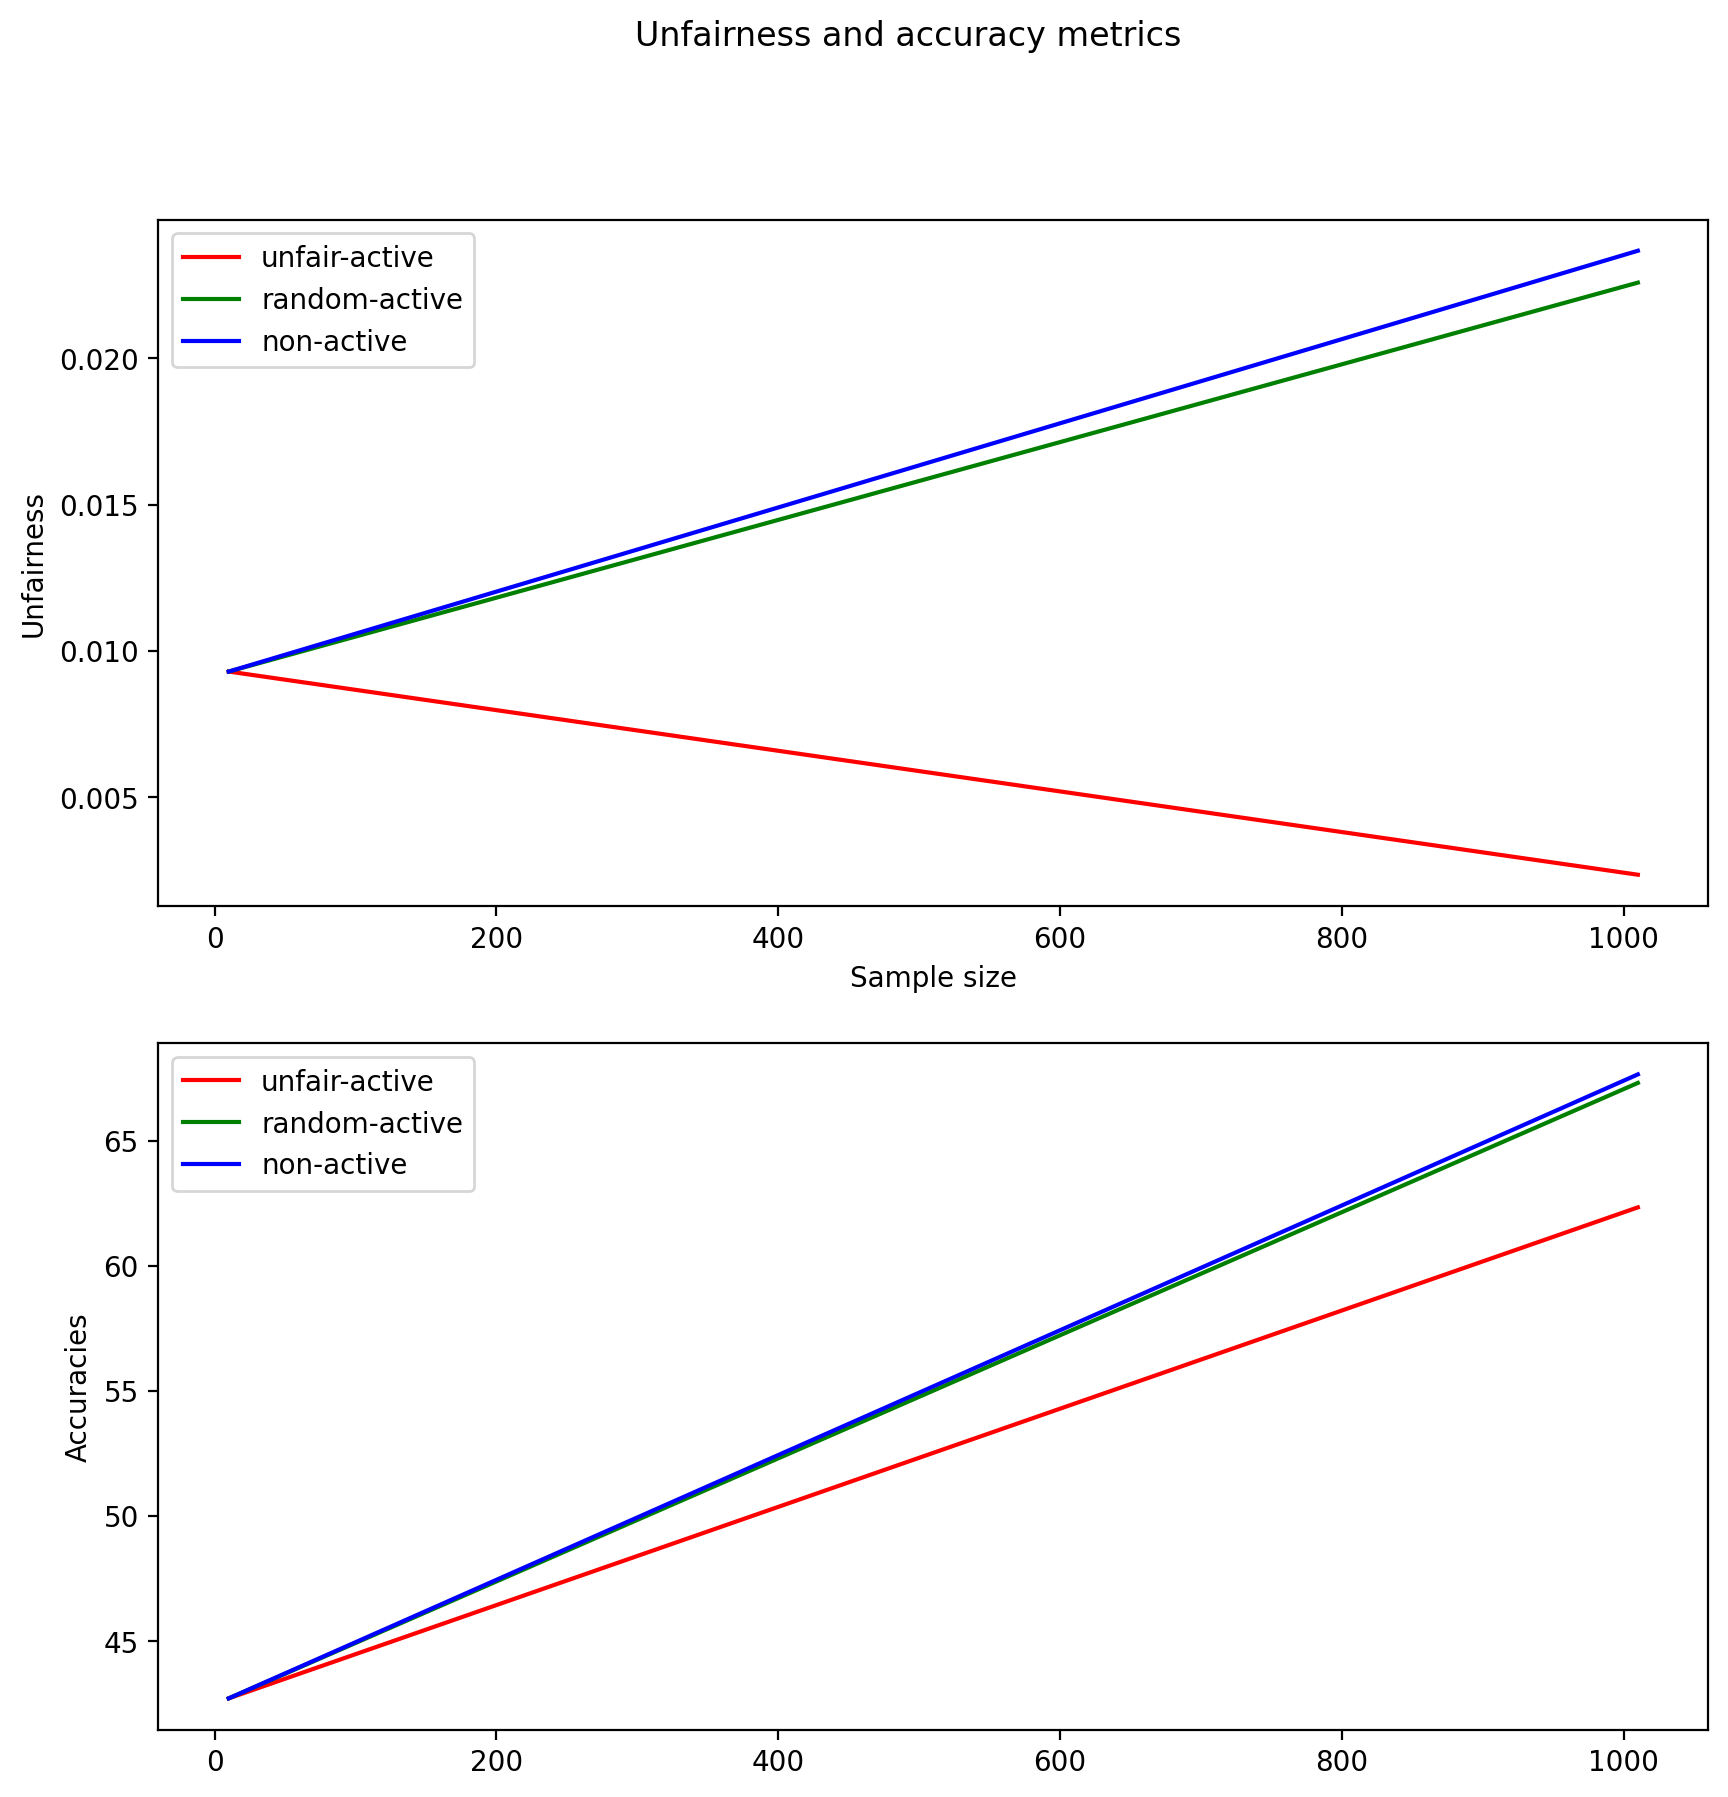 Unfairness and accuracy metrics
unfair-active
random-active
non-active
0.020
0.015
0.010
0.005
Unfairness
0 200 400 600 800 1000
Sample size
unfair-active
random-active
non-active
65
60
55
50
45
Accuracies
0 200 400 600 800 1000